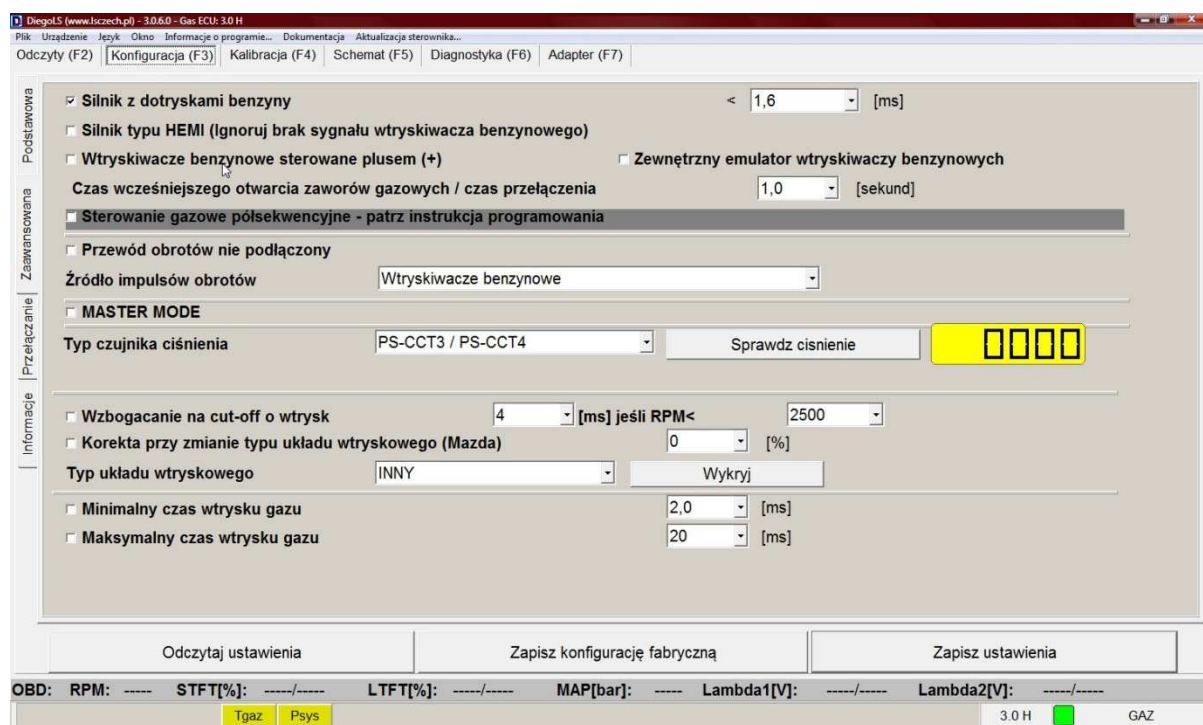 DiegoLS (www.lsczech.pl) - 3.0.6.0 - Gas ECU: 3.0 H
Plik Urządzenie Język Okno Informacje o programie... Dokumentacja Aktualizacja sterownika...
Odczyty (F2) Konfiguracja (F3) Kalibracja (F4) Schemat (F5) Diagnostyka (F6) Adapter (F7)
Podstawowa
Zaawansowana
Przełączanie
Informacje
Silnik z dotryskami benzyny < 1,6 [ms]
Silnik typu HEMI (Ignoruj brak sygnału wtryskiwacza benzynowego)
Wtryskiwacze benzynowe sterowane plusem (+) Zewnętrzny emulator wtryskiwaczy benzynowych
Czas wcześniejszego otwarcia zaworów gazowych / czas przełączenia 1,0 [sekund]
Sterowanie gazowe półsekwencyjne - patrz instrukcja programowania
Przewód obrotów nie podłączony
Źródło impulsów obrotów Wtryskiwacze benzynowe
MASTER MODE
Typ czujnika ciśnienia PS-CCT3 / PS-CCT4 Sprawdz cisnienie 0000
Wzbogacanie na cut-off o wtrysk 4 [ms] jeśli RPM< 2500
Korekta przy zmianie typu układu wtryskowego (Mazda) 0 [%]
Typ układu wtryskowego INNY Wykryj
Minimalny czas wtrysku gazu 2,0 [ms]
Maksymalny czas wtrysku gazu 20 [ms]
Odczytaj ustawienia Zapisz konfigurację fabryczną Zapisz ustawienia
OBD: RPM: ----- STFT[%]: -----/----- LTFT[%]: -----/----- MAP[bar]: ----- Lambda1[V]: -----/----- Lambda2[V]: -----/-----
Tgaz Psys 3.0 H GAZ